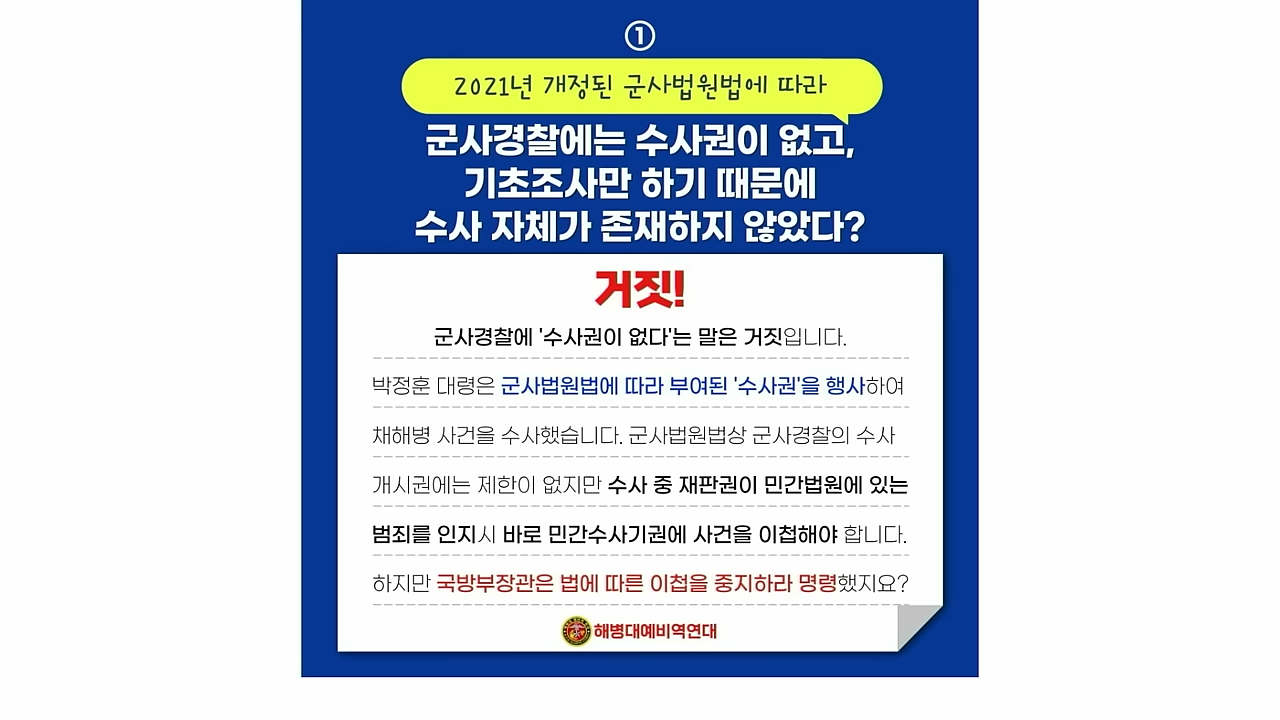 ①
2021년 개정된 군사법원법에 따라
군사경찰에는 수사권이 없고,
기초조사만 하기 때문에
수사 자체가 존재하지 않았다?
거짓!
군사경찰에 '수사권이 없다'는 말은 거짓입니다.
박정훈 대령은 군사법원법에 따라 부여된 '수사권'을 행사하여
채해병 사건을 수사했습니다. 군사법원법상 군사경찰의 수사
개시권에는 제한이 없지만 수사 중 재판권이 민간법원에 있는
범죄를 인지시 바로 민간수사기관에 사건을 이첩해야 합니다.
하지만 국방부장관은 법에 따른 이첩을 중지하라 명령했지요?
해병대예비역연대